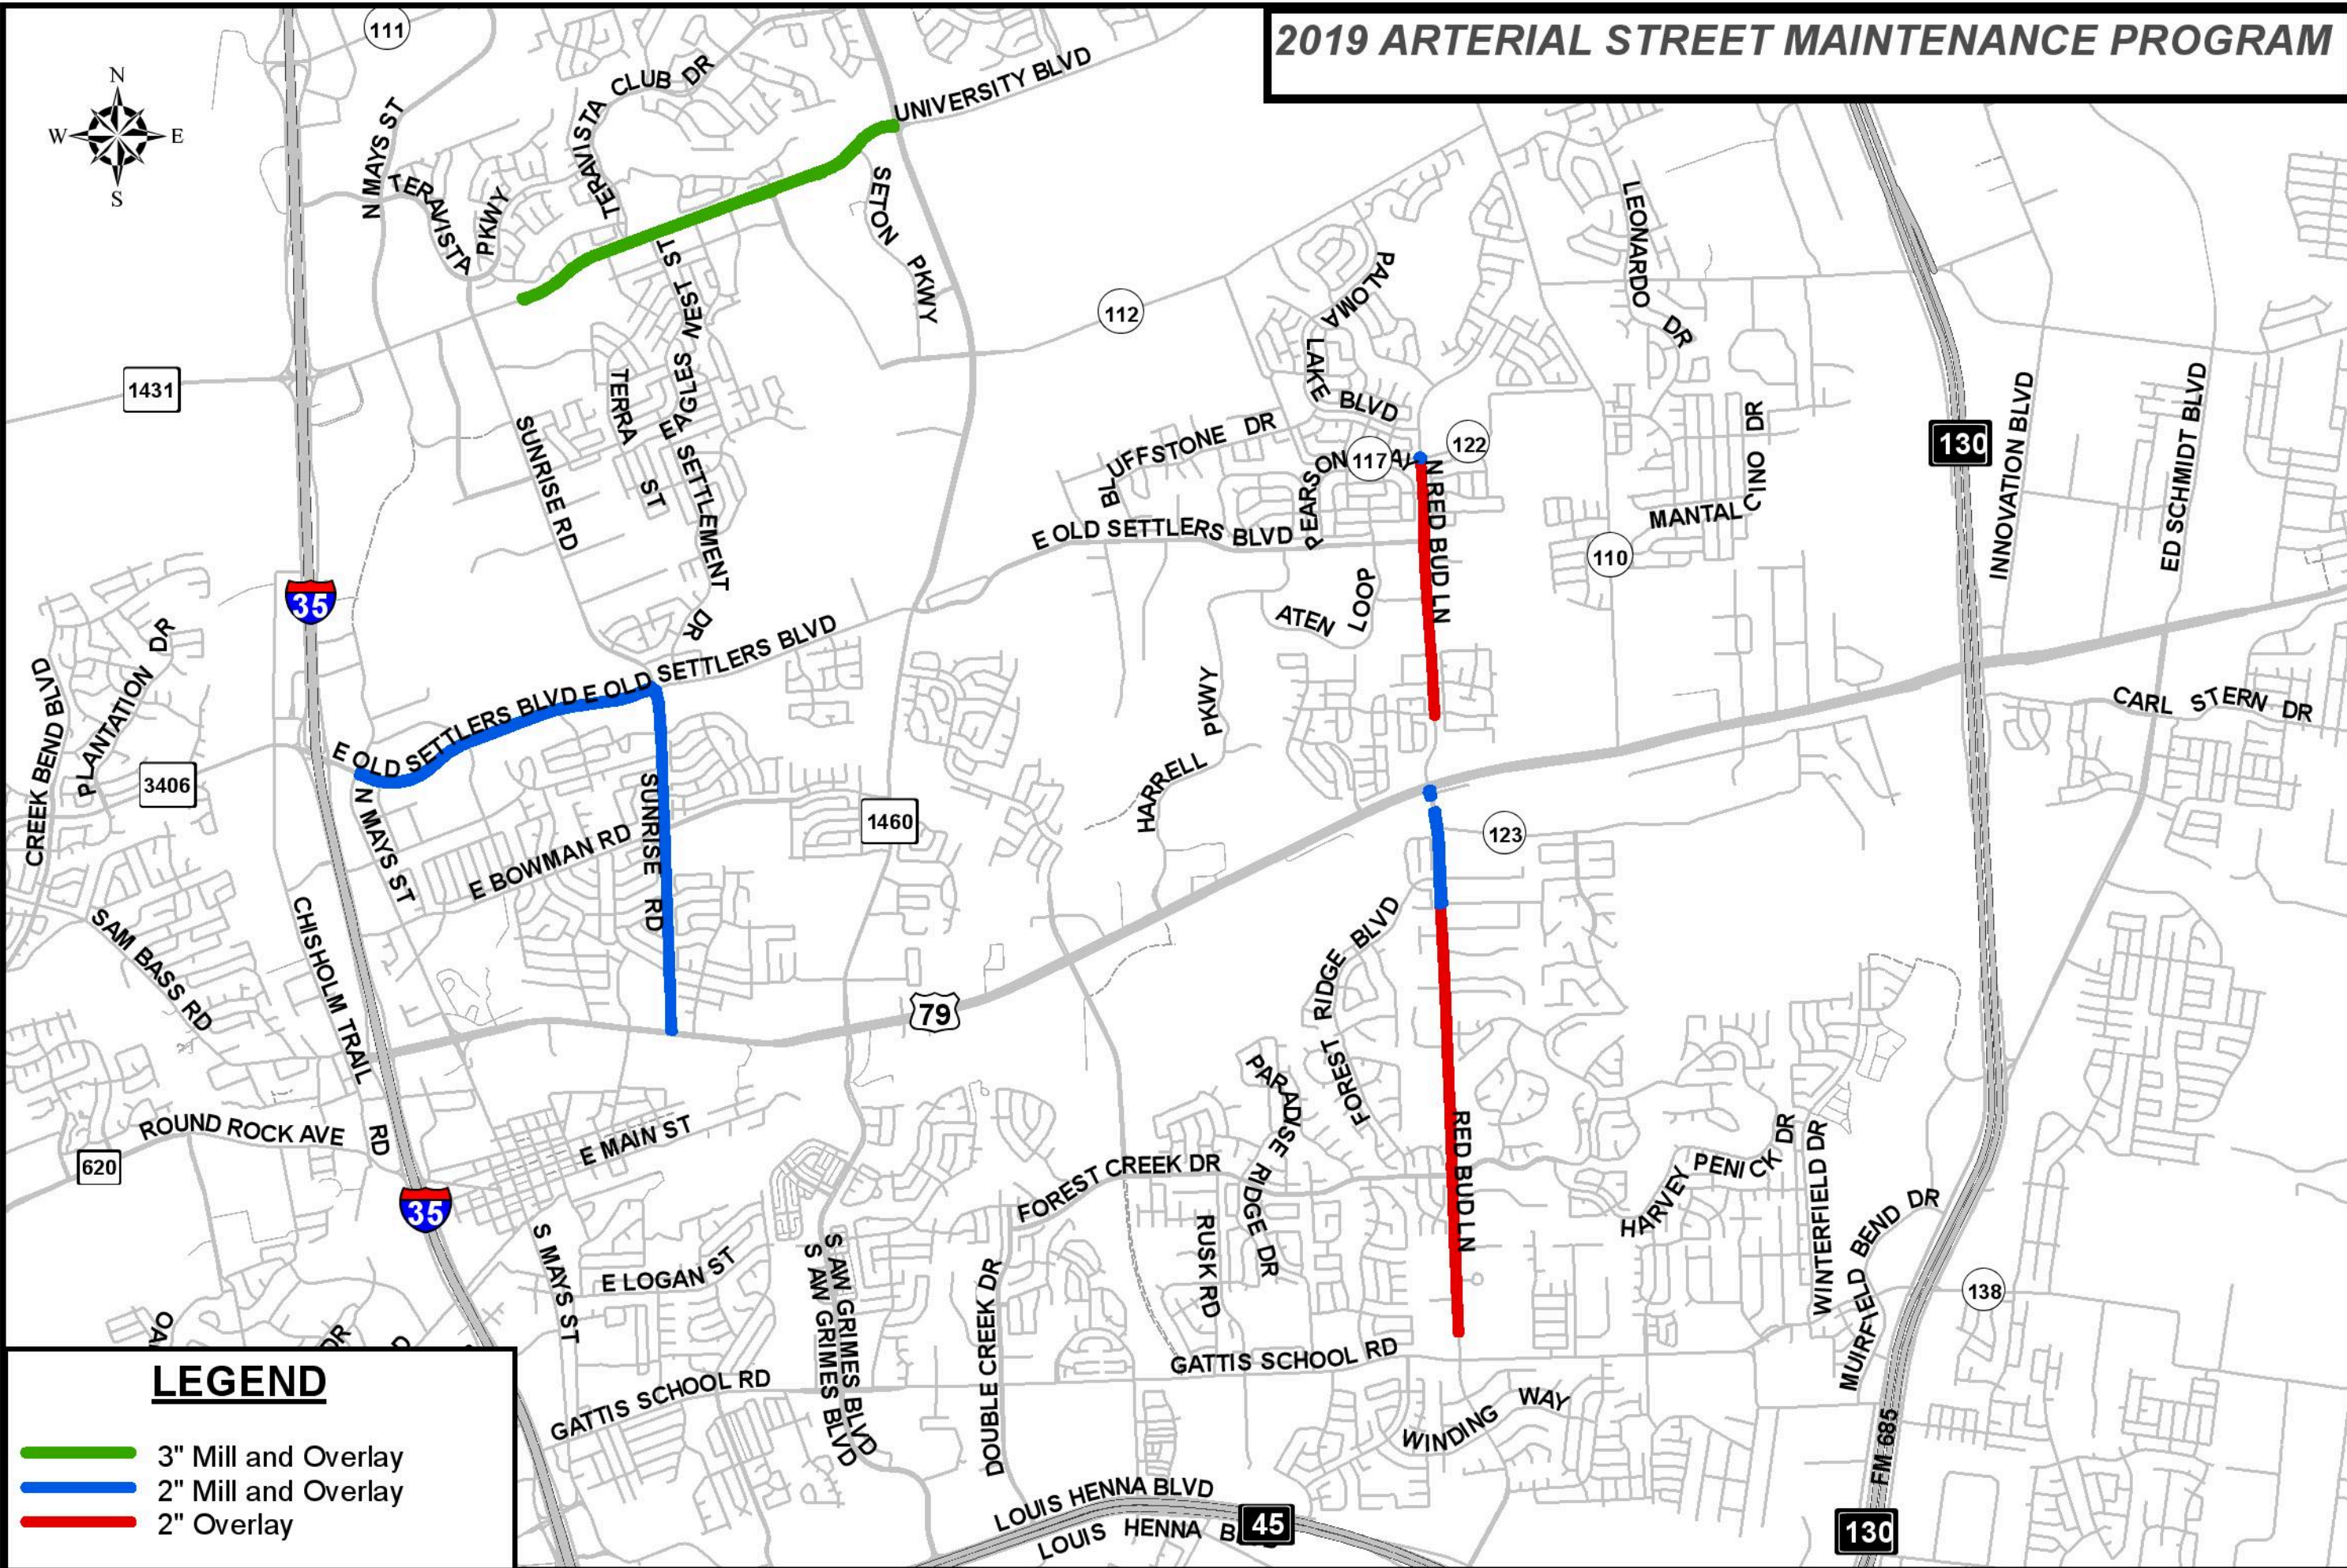 2019 ARTERIAL STREET MAINTENANCE PROGRAM
N
W E
S
111
N MAYS ST
TERAVISTA PKWY
TERAVISTA CLUB DR
UNIVERSITY BLVD
SETON PKWY
WEST ST
EAGLES
SETTLEMENT DR
TERRA ST
SUNRISE RD
1431
112
PALOMA LAKE BLVD
LEONARDO DR
BLUFFSTONE DR
PEARSON
117
122
N RED BUD LN
MANTALCINO DR
110
130
INNOVATION BLVD
ED SCHMIDT BLVD
E OLD SETTLERS BLVD
ATEN LOOP
35
PLANTATION DR
CREEK BEND BLVD
3406
E OLD SETTLERS BLVD
E OLD SETTLERS BLVD
N MAYS ST
E BOWMAN RD
SUNRISE RD
1460
HARRELL PKWY
123
CARL STERN DR
SAM BASS RD
CHISHOLM TRAIL RD
79
FOREST RIDGE BLVD
PARADISE RIDGE DR
ROUND ROCK AVE
620
E MAIN ST
35
FOREST CREEK DR
RED BUD LN
HARVEY PENICK DR
WINTERFIELD DR
MUIRFIELD BEND DR
138
S MAYS ST
E LOGAN ST
S AW GRIMES BLVD
S AW GRIMES BLVD
DOUBLE CREEK DR
RUSK RD
GATTIS SCHOOL RD
GATTIS SCHOOL RD
WINDING WAY
FM 685
130
LOUIS HENNA BLVD
LOUIS HENNA
45
DR
LEGEND
3" Mill and Overlay
2" Mill and Overlay
2" Overlay